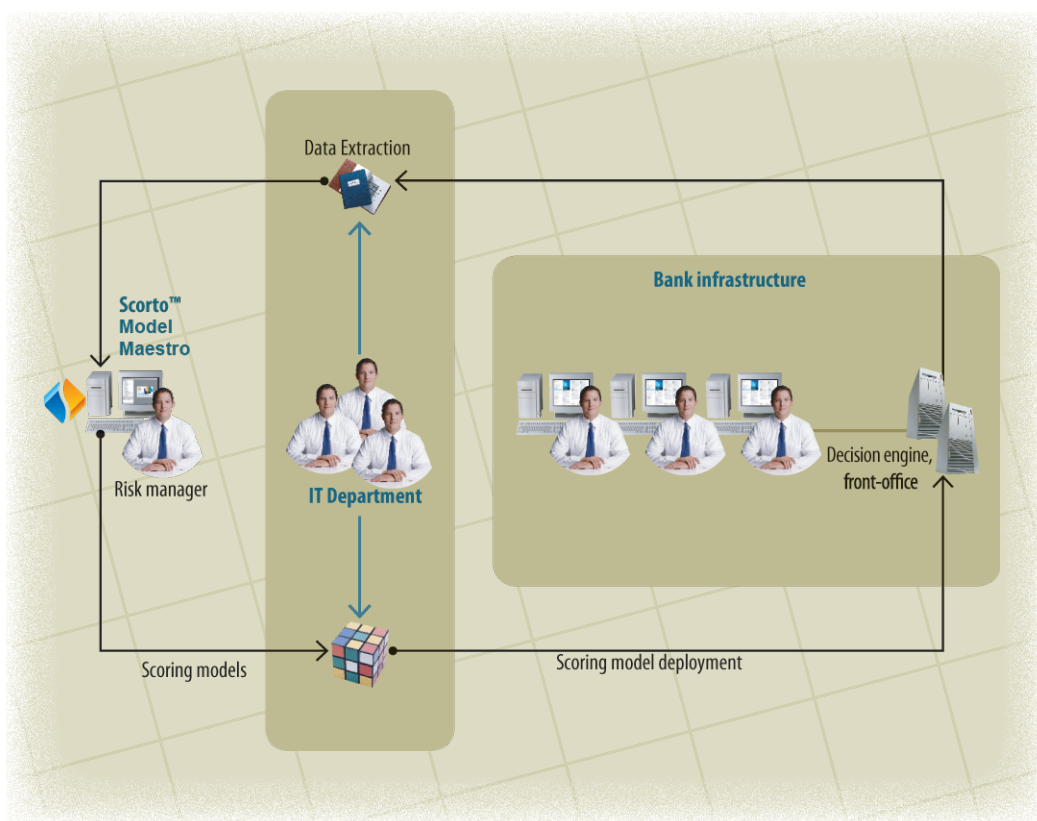 Data Extraction
Bank infrastructure
Scorto™
Model
Maestro
Decision engine,
front-office
Risk manager
IT Department
Scoring models
Scoring model deployment